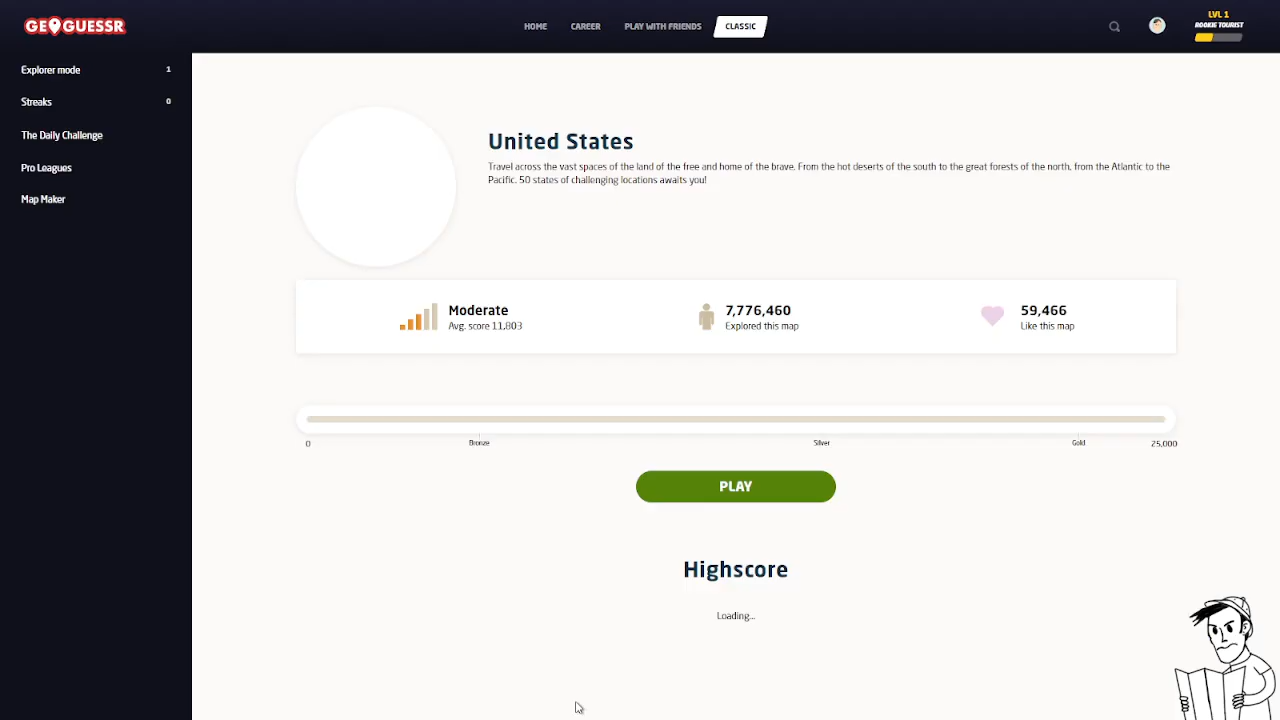 GEOGUESSR
HOME
CAREER
PLAY WITH FRIENDS
CLASSIC
LVL 1
ROOKIE TOURIST
Explorer mode 1
Streaks 0
The Daily Challenge
Pro Leagues
Map Maker
United States
Travel across the vast spaces of the land of the free and home of the brave. From the hot deserts of the south to the great forests of the north, from the Atlantic to the
Pacific. 50 states of challenging locations awaits you!
Moderate
Avg. score 11,803
7,776,460
Explored this map
59,466
Like this map
0 Bronze Silver Gold 25,000
PLAY
Highscore
Loading...